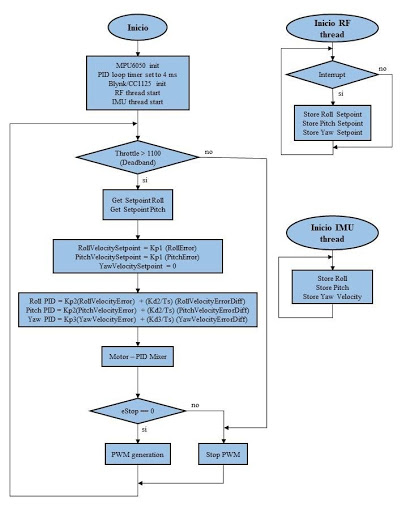 Inicio
MPU6050 init
PID loop timer set to 4 ms
Blynk/CC1125 init
RF thread start
IMU thread start
Throttle > 1100
(Deadband)
no
si
Get Setpoint Roll
Get Setpoint Pitch
RollVelocitySetpoint = Kp1 (RollError)
PitchVelocitySetpoint = Kp1 (PitchError)
YawVelocitySetpoint = 0
Roll PID = Kp2(RollVelocityError) + (Kd2/Ts) (RollVelocityErrorDiff)
Pitch PID = Kp2(PitchVelocityError) + (Kd2/Ts) (PitchVelocityErrorDiff)
Yaw PID = Kp3(YawVelocityError) + (Kd3/Ts) (YawVelocityErrorDiff)
Motor – PID Mixer
eStop == 0
no
si
PWM generation
Stop PWM
Inicio RF
thread
Interrupt
no
si
Store Roll Setpoint
Store Pitch Setpoint
Store Yaw Setpoint
Inicio IMU
thread
Store Roll
Store Pitch
Store Yaw Velocity